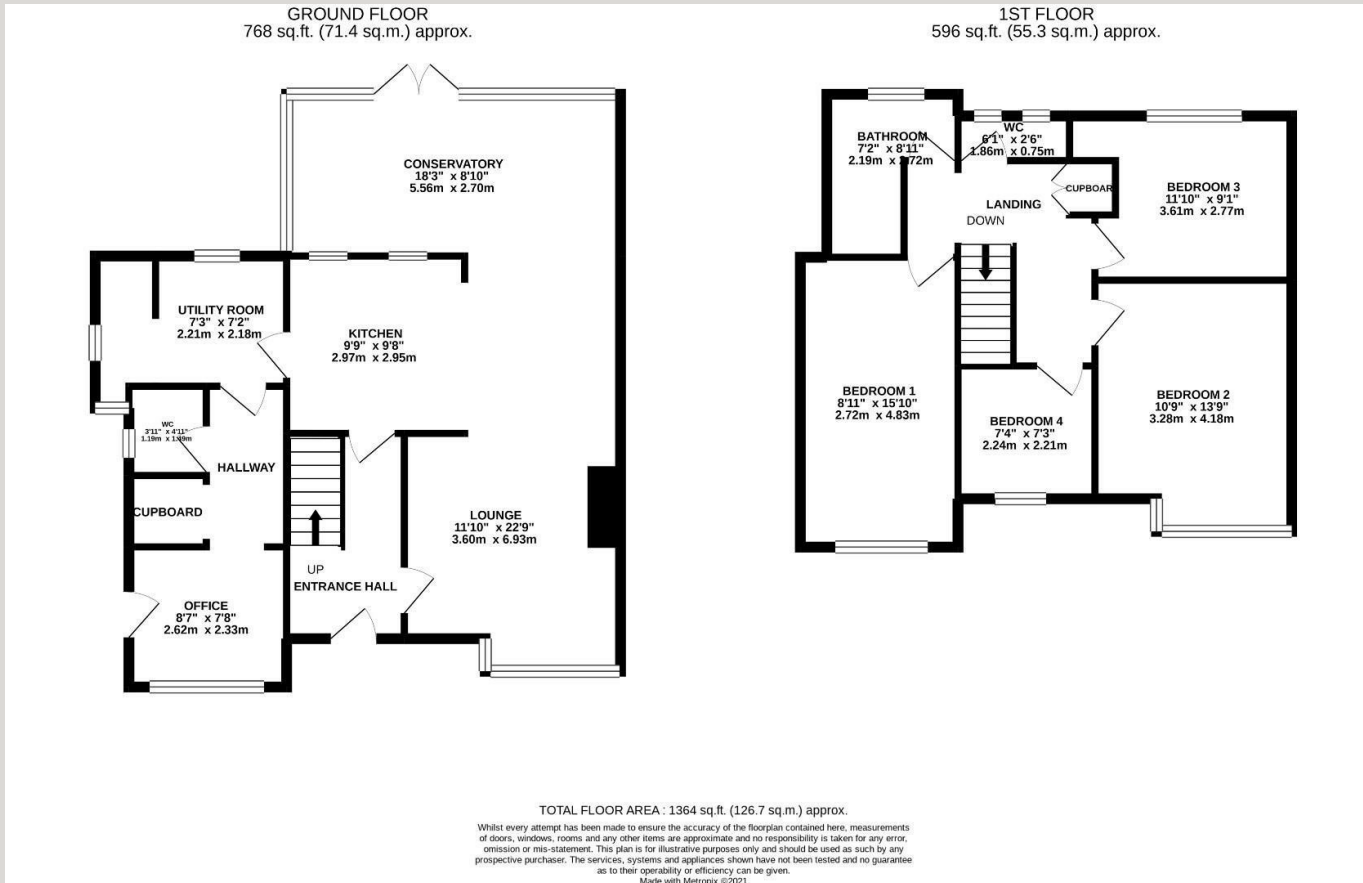 GROUND FLOOR
768 sq.ft. (71.4 sq.m.) approx.
1ST FLOOR
596 sq.ft. (55.3 sq.m.) approx.
CONSERVATORY
18'3" x 8'10"
5.56m x 2.70m
UTILITY ROOM
7'3" x 7'2"
2.21m x 2.18m
KITCHEN
9'9" x 9'8"
2.97m x 2.95m
WC
3'11" x 4'11"
1.19m x
HALLWAY
CUPBOARD
LOUNGE
11'10" x 22'9"
3.60m x 6.93m
UP
ENTRANCE HALL
OFFICE
8'7" x 7'8"
2.62m x 2.33m
BATHROOM
7'2" x 8'11"
2.19m x 2.72m
WC
6'1" x 2'6"
1.86m x 0.75m
CUPBOAR
LANDING
DOWN
BEDROOM 3
11'10" x 9'1"
3.61m x 2.77m
BEDROOM 1
8'11" x 15'10"
2.72m x 4.83m
BEDROOM 4
7'4" x 7'3"
2.24m x 2.21m
BEDROOM 2
10'9" x 13'9"
3.28m x 4.18m
TOTAL FLOOR AREA : 1364 sq.ft. (126.7 sq.m.) approx.
Whilst every attempt has been made to ensure the accuracy of the floorplan contained here, measurements
of doors, windows, rooms and any other items are approximate and no responsibility is taken for any error,
omission or mis-statement. This plan is for illustrative purposes only and should be used as such by any
prospective purchaser. The services, systems and appliances shown have not been tested and no guarantee
as to their operability or efficiency can be given.
Made with Metropix ©2021